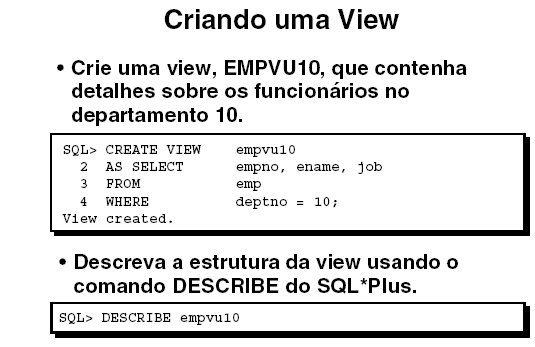 Criando uma View
• Crie uma view, EMPVU10, que contenha
detalhes sobre os funcionários no
departamento 10.
SQL> CREATE VIEW empvu10
2 AS SELECT empno, ename, job
3 FROM emp
4 WHERE deptno = 10;
View created.
• Descreva a estrutura da view usando o
comando DESCRIBE do SQL*Plus.
SQL> DESCRIBE empvu10